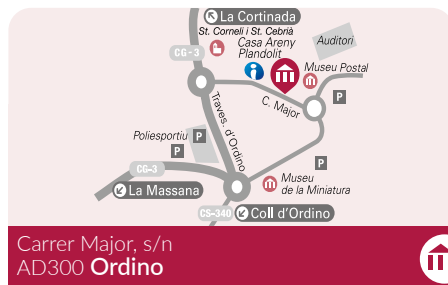 La Cortinada
St. Corneli i St. Cebrià
Casa Areny
Plandolit
Auditori
CG-3
i
Museu Postal
C. Major
P
Traves. d'Ordino
Poliesportiu
P
P
P
CG-3
Museu
de la Miniatura
La Massana
CS-340
Coll d'Ordino
Carrer Major, s/n
AD300 Ordino